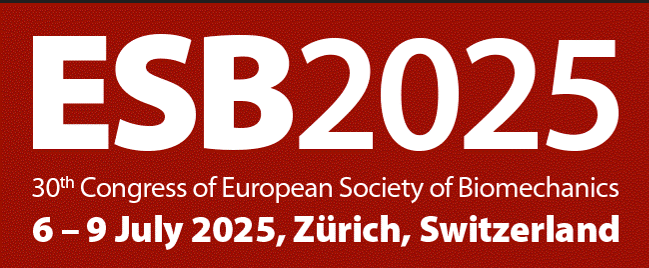 ESB2025
30th Congress of European Society of Biomechanics
6 – 9 July 2025, Zürich, Switzerland